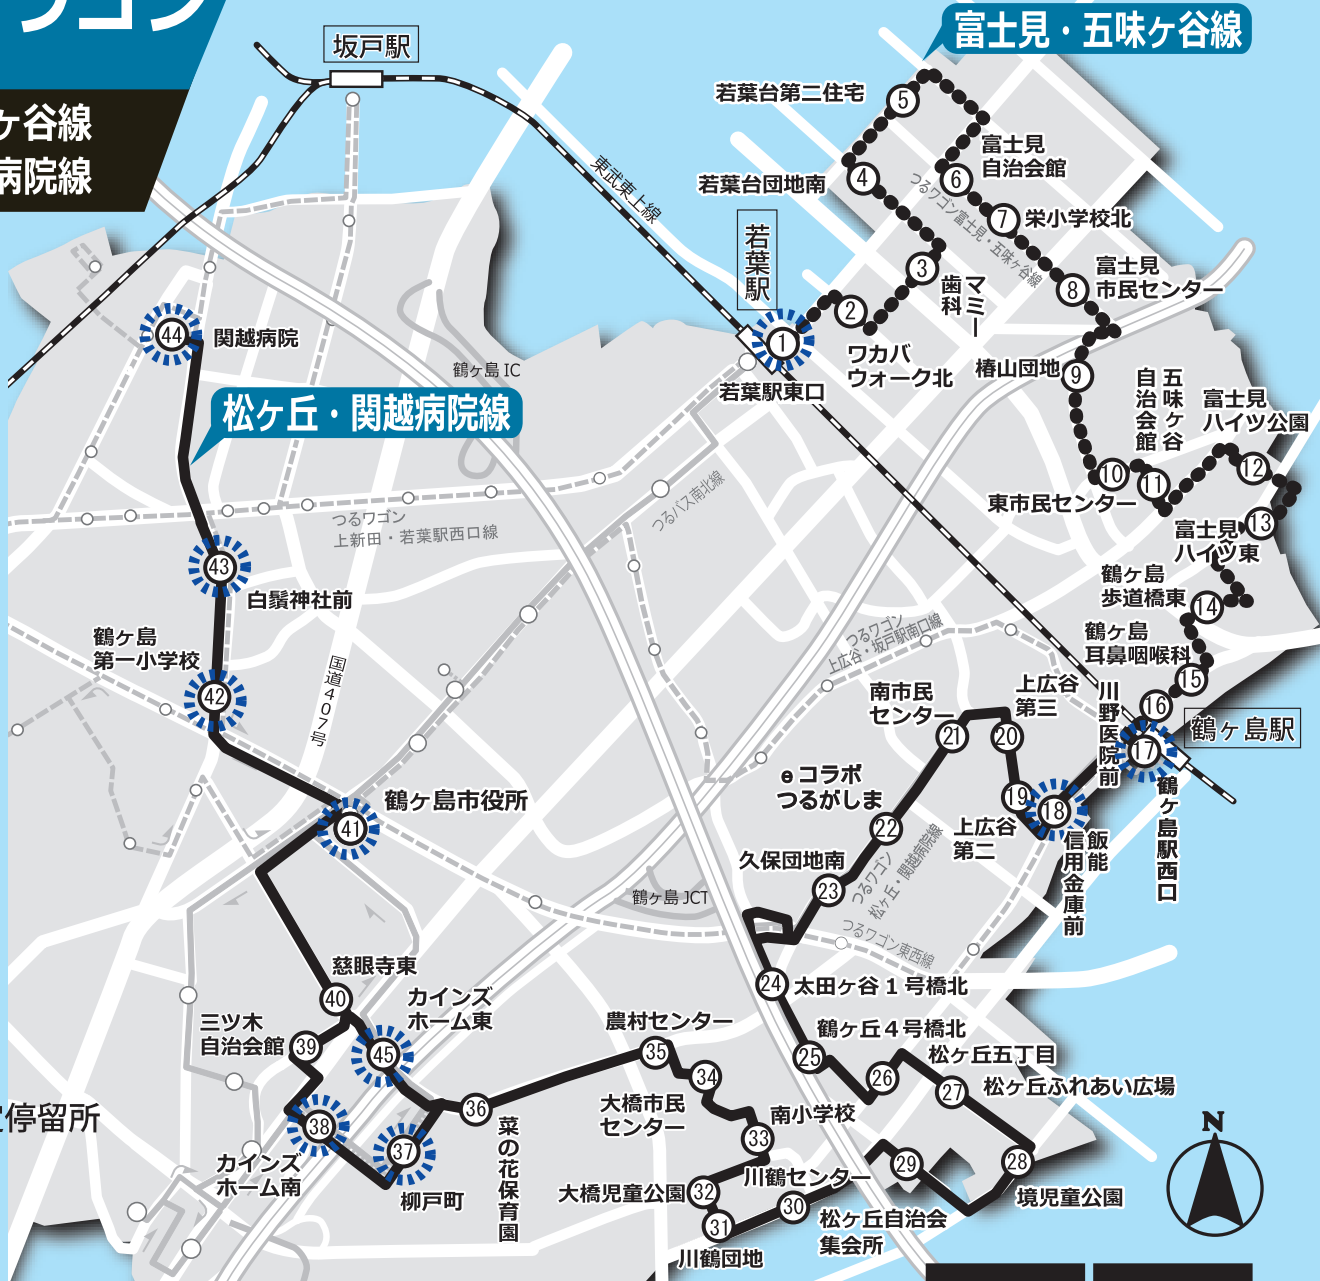 ワゴン
ヶ谷線
病院線
坂戸駅
富士見・五味ヶ谷線
若葉台第二住宅
5
富士見
自治会館
若葉台団地南
4
6
つるワゴン富士見・五味ヶ谷線
7
栄小学校北
東武東上線
若葉駅
3
マミー
歯科
8
富士見
市民センター
2
1
ワカバ
ウォーク北
若葉駅東口
椿山団地
9
五味ヶ谷
自治会館
富士見
ハイツ公園
44
関越病院
鶴ヶ島 IC
松ヶ丘・関越病院線
10
11
12
東市民センター
13
富士見
ハイツ東
つるバス南北線
つるワゴン
上新田・若葉駅西口線
43
白鬚神社前
鶴ヶ島
歩道橋東
14
鶴ヶ島
第一小学校
42
国道407号
つるワゴン
上広谷・坂戸駅南口線
鶴ヶ島
耳鼻咽喉科
15
16
川野医院前
17
鶴ヶ島駅
鶴ヶ島駅西口
南市民
センター
21
上広谷
第三
20
19
18
飯能
信用金庫前
上広谷
第二
eコラボ
つるがしま
22
鶴ヶ島市役所
41
久保団地南
23
つるワゴン
松ヶ丘・関越病院線
鶴ヶ島 JCT
つるワゴン東西線
慈眼寺東
40
カインズ
ホーム東
24
太田ヶ谷1号橋北
三ツ木
自治会館
39
45
農村センター
35
鶴ヶ丘4号橋北
25
松ヶ丘五丁目
26
27
松ヶ丘ふれあい広場
34
大橋市民
センター
36
菜の花保育園
南小学校
33
定停留所
38
37
カインズ
ホーム南
柳戸町
川鶴センター
29
28
境児童公園
大橋児童公園
32
31
30
松ヶ丘自治会
集会所
川鶴団地
N